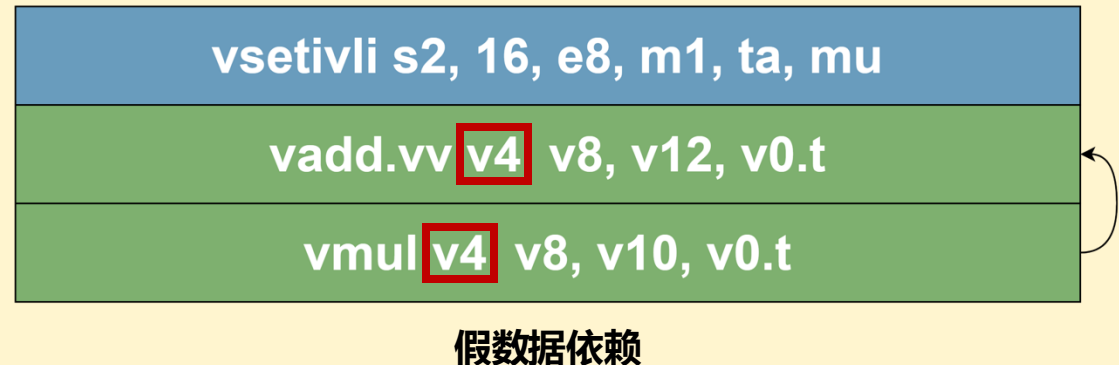 vsetivli s2, 16, e8, m1, ta, mu
vadd.vv v4 v8, v12, v0.t
vmul v4 v8, v10, v0.t
假数据依赖